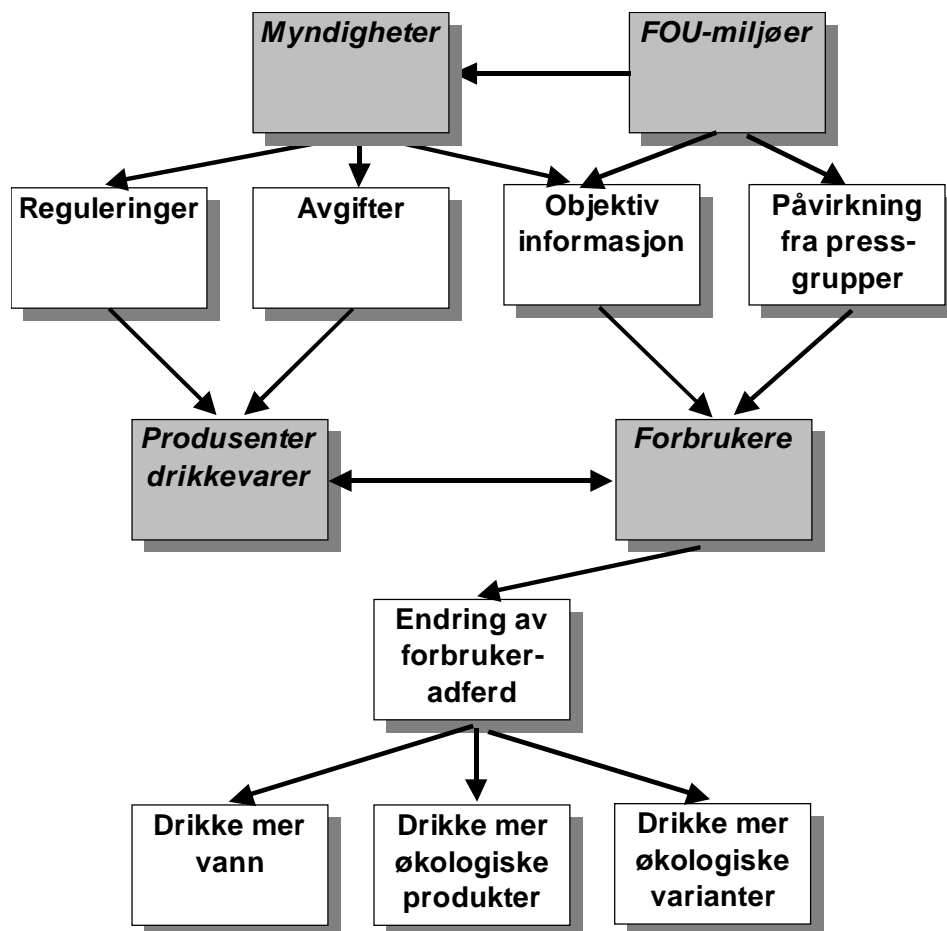 Myndigheter
FOU-miljøer
Reguleringer
Avgifter
Objektiv
informasjon
Påvirkning
fra press-
grupper
Produsenter
drikkevarer
Forbrukere
Endring av
forbruker-
adferd
Drikke mer
vann
Drikke mer
økologiske
produkter
Drikke mer
økologiske
varianter